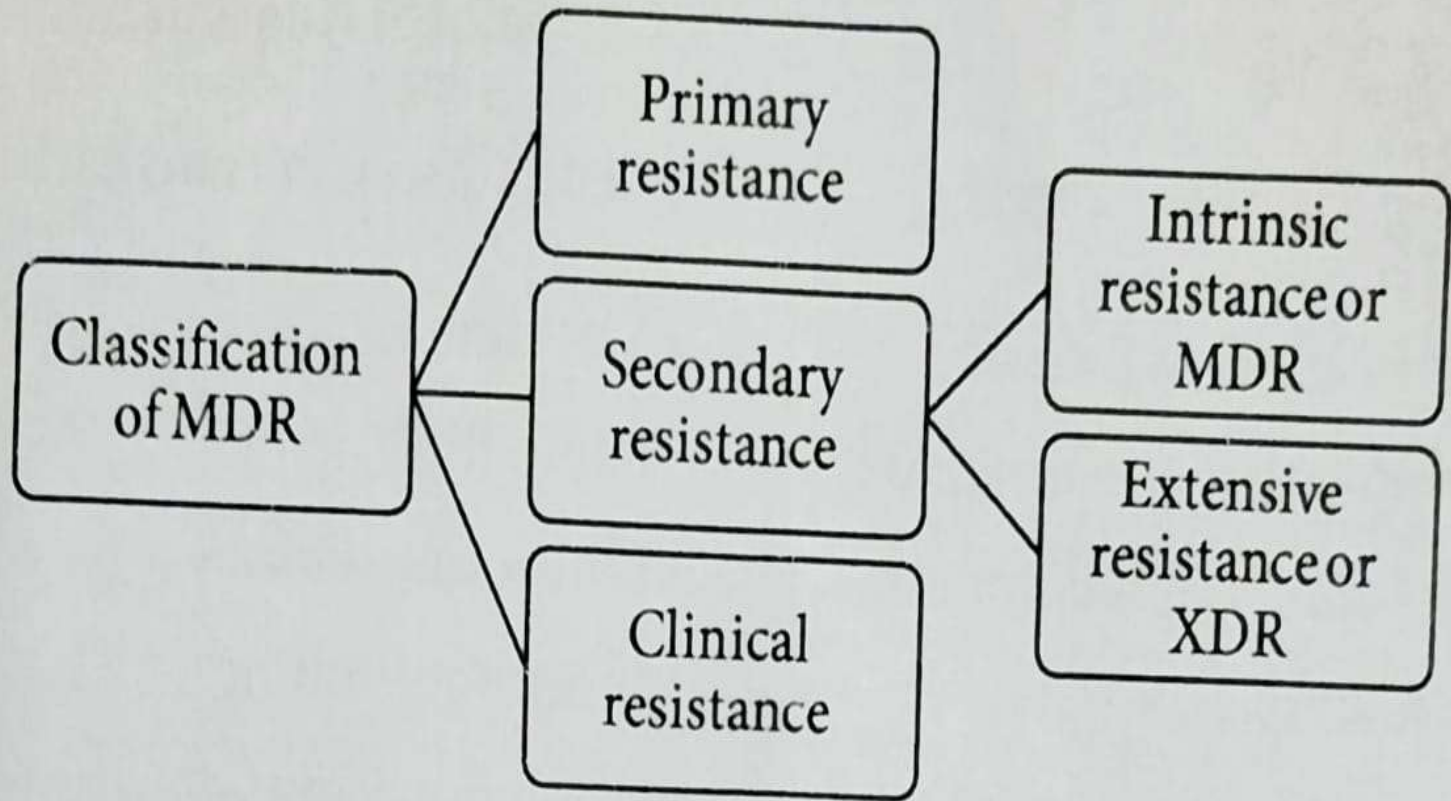 Classification
of MDR
Primary
resistance
Secondary
resistance
Clinical
resistance
Intrinsic
resistance or
MDR
Extensive
resistance or
XDR